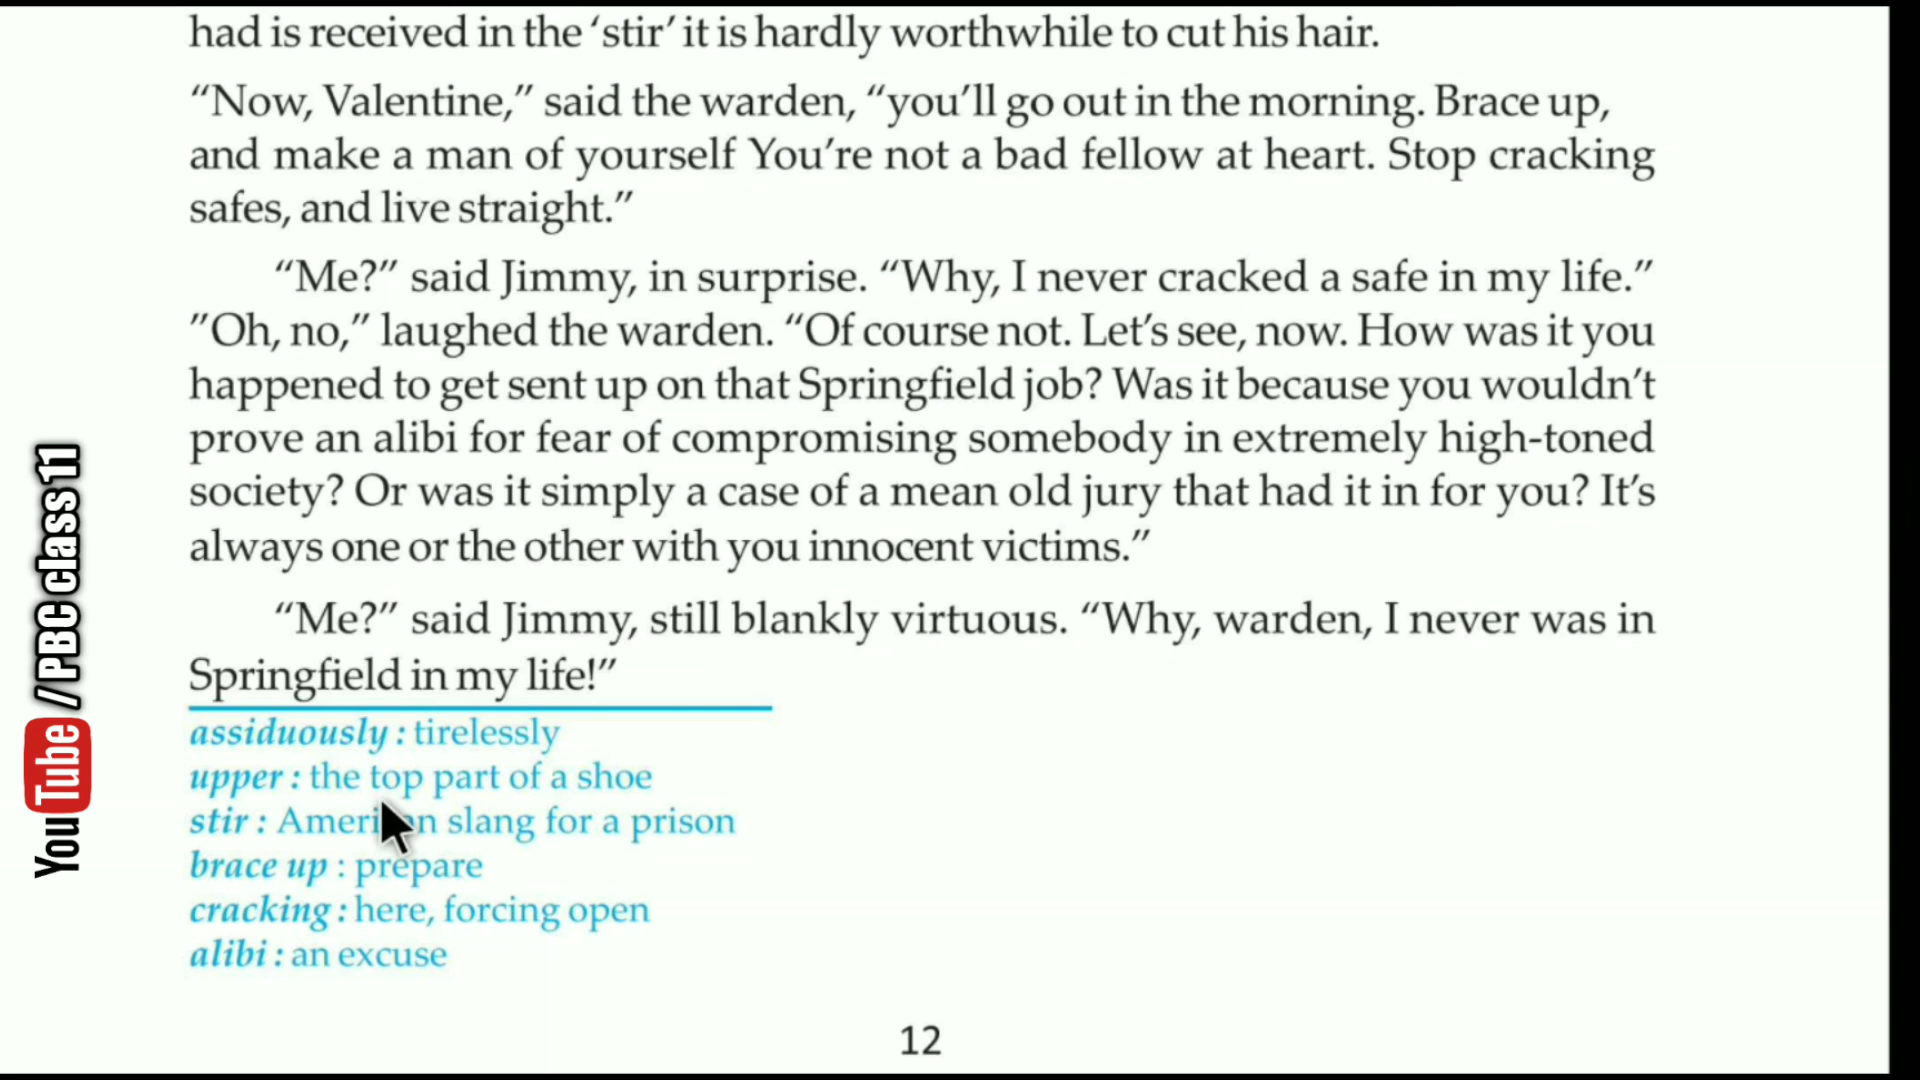 had is received in the ‘stir’ it is hardly worthwhile to cut his hair.
“Now, Valentine,” said the warden, “you’ll go out in the morning. Brace up,
and make a man of yourself You’re not a bad fellow at heart. Stop cracking
safes, and live straight.”
“Me?” said Jimmy, in surprise. “Why, I never cracked a safe in my life.”
”Oh, no,” laughed the warden. “Of course not. Let’s see, now. How was it you
happened to get sent up on that Springfield job? Was it because you wouldn’t
prove an alibi for fear of compromising somebody in extremely high-toned
society? Or was it simply a case of a mean old jury that had it in for you? It’s
always one or the other with you innocent victims.”
“Me?” said Jimmy, still blankly virtuous. “Why, warden, I never was in
Springfield in my life!”
assiduously : tirelessly
upper : the top part of a shoe
stir : American slang for a prison
brace up : prepare
cracking : here, forcing open
alibi : an excuse
12
YouTube /PBC class 11